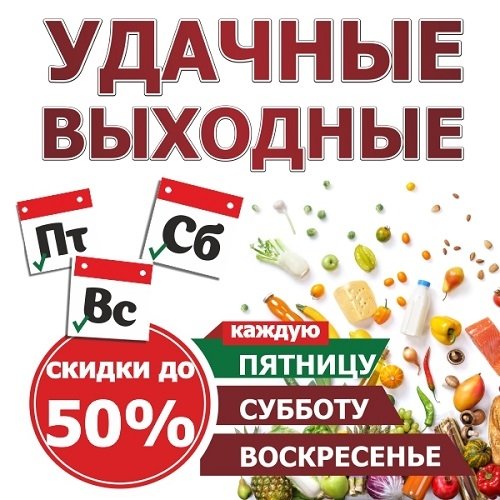 УДАЧНЫЕ
ВЫХОДНЫЕ
Пт
Сб
Вс
скидки до
50%
каждую
ПЯТНИЦУ
СУББОТУ
ВОСКРЕСЕНЬЕ